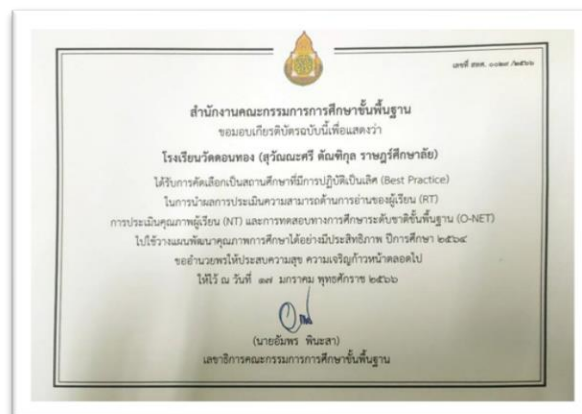 เลขที่ สธศ. ๐๐๒๙ /๒๕๖๖
สำนักงานคณะกรรมการการศึกษาขั้นพื้นฐาน
ขอมอบเกียรติบัตรฉบับนี้เพื่อแสดงว่า
โรงเรียนวัดดอนทอง (สุวัณณะศรี ตัณฑิกุล ราษฎร์ศึกษาลัย)
ได้รับการคัดเลือกเป็นสถานศึกษาที่มีการปฏิบัติเป็นเลิศ (Best Practice)
ในการนำผลการประเมินความสามารถด้านการอ่านของผู้เรียน (RT)
การประเมินคุณภาพผู้เรียน (NT) และการทดสอบทางการศึกษาระดับชาติขั้นพื้นฐาน (O-NET)
ไปใช้วางแผนพัฒนาคุณภาพการศึกษาได้อย่างมีประสิทธิภาพ ปีการศึกษา ๒๕๖๔
ขออำนวยพรให้ประสบความสุข ความเจริญก้าวหน้าตลอดไป
ให้ไว้ ณ วันที่ ๑๗ มกราคม พุทธศักราช ๒๕๖๖
(นายอัมพร พินะสา)
เลขาธิการคณะกรรมการการศึกษาขั้นพื้นฐาน